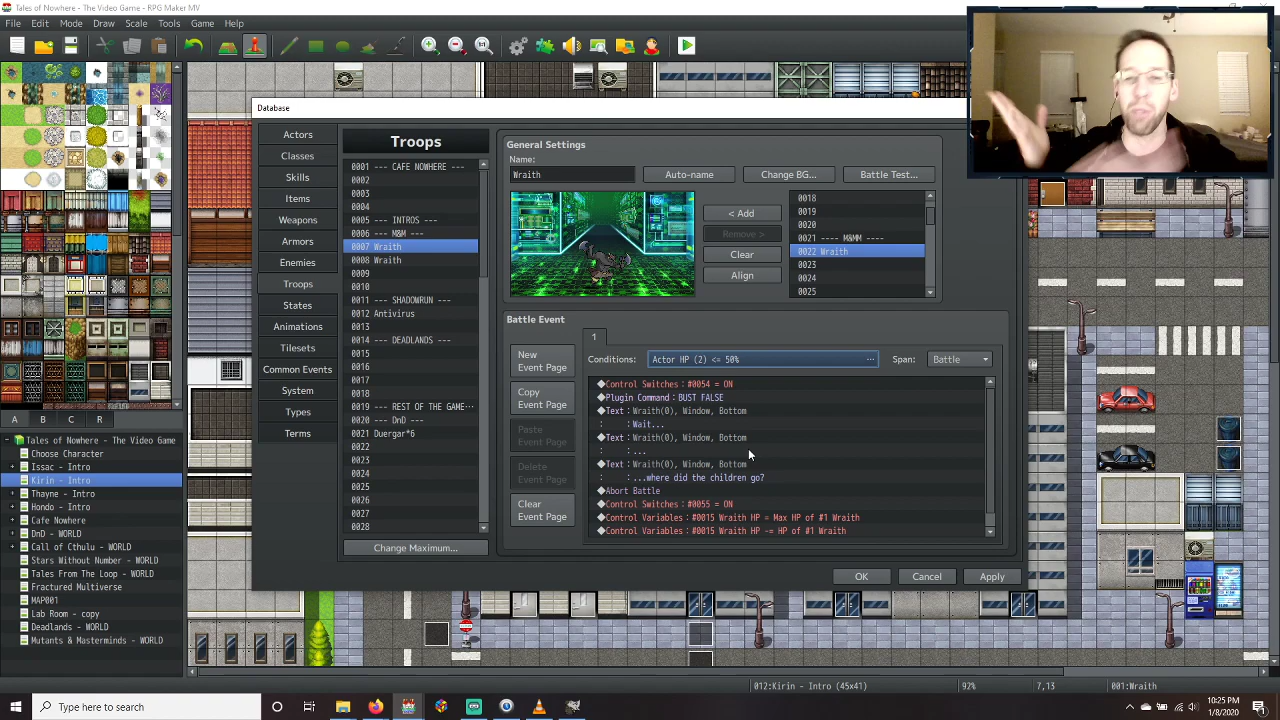 Tales of Nowhere - The Video Game - RPG Maker MV
File Edit Mode Draw Scale Tools Game Help
Database
Actors
Classes
Skills
Items
Weapons
Armors
Enemies
Troops
States
Animations
Tilesets
Common Events
System
Types
Terms
Troops
0001 --- CAFE NOWHERE ---
0002
0003
0004
0005 --- INTROS ---
0006 --- M&M ---
0007 Wraith
0008 Wraith
0009
0010
0011 --- SHADOWRUN ---
0012 Antivirus
0013
0014 --- DEADLANDS ---
0015
0016
0017
0018
0019 --- REST OF THE GAME···
0020 --- DnD ---
0021 Duergar*6
0022
0023
0024
0025
0026
0027
0028
Change Maximum...
General Settings
Name:
Wraith
Auto-name
Change BG...
Battle Test...
< Add
Remove >
Clear
Align
0018
0019
0020
0021 ---- M&MM ----
0022 Wraith
0023
0024
0025
Battle Event
1
New
Event Page
Copy
Event Page
Paste
Event Page
Delete
Event Page
Clear
Event Page
Conditions: Actor HP (2) <= 50% ... Span: Battle
◆Control Switches：#0054 = ON
◆Plugin Command：BUST FALSE
◆Text：Wraith(0), Window, Bottom
: Wait...
◆Text：Wraith(0), Window, Bottom
: ...
◆Text：Wraith(0), Window, Bottom
: ...where did the children go?
◆Abort Battle
◆Control Switches：#0055 = ON
◆Control Variables：#0015 Wraith HP = Max HP of #1 Wraith
◆Control Variables：#0015 Wraith HP -= HP of #1 Wraith
OK Cancel Apply
A B C R
Tales of Nowhere - The Video Game
Choose Character
Issac - Intro
Kirin - Intro
Thayne - Intro
Hondo - Intro
Cafe Nowhere
DnD - WORLD
Call of Cthulu - WORLD
Stars Without Number - WORLD
Tales From The Loop - WORLD
Fractured Multiverse
MAP001
Lab Room - copy
Deadlands - WORLD
Mutants & Masterminds - WORLD
012:Kirin - Intro (45x41) 92% 7,13 001:Wraith
Type here to search
10:25 PM
1/8/2020